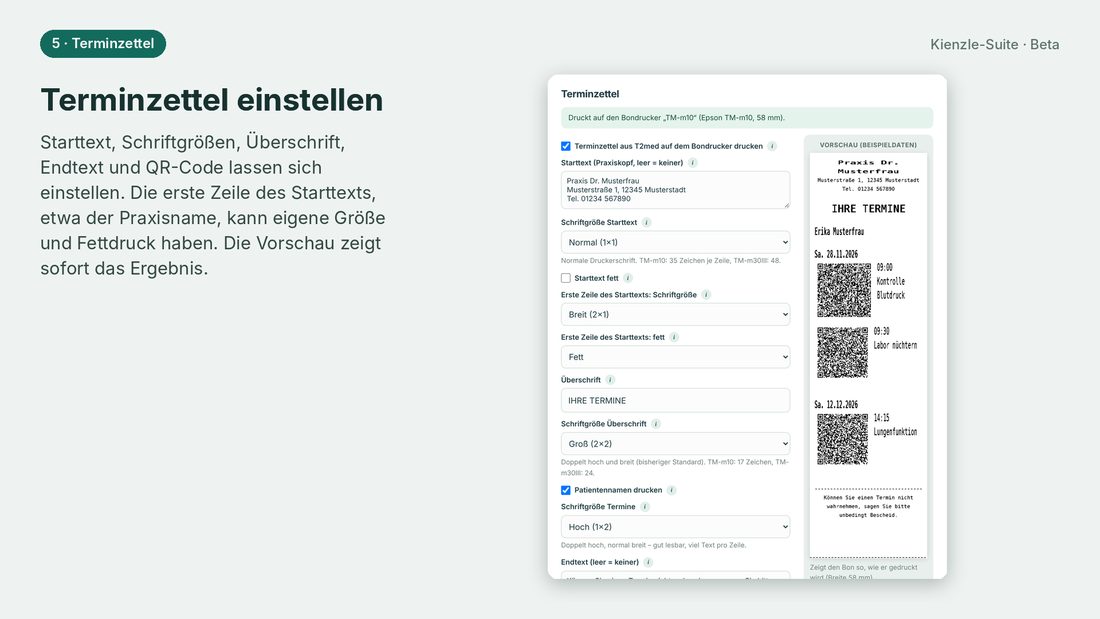 5 · Terminzettel
Kienzle-Suite · Beta
Terminzettel einstellen
Starttext, Schriftgrößen, Überschrift,
Endtext und QR-Code lassen sich
einstellen. Die erste Zeile des Starttexts,
etwa der Praxisname, kann eigene Größe
und Fettdruck haben. Die Vorschau zeigt
sofort das Ergebnis.
Terminzettel
Druckt auf den Bondrucker „TM-m10“ (Epson TM-m10, 58 mm).
Terminzettel aus T2med auf dem Bondrucker drucken i
Starttext (Praxiskopf, leer = keiner) i
Praxis Dr. Musterfrau
Musterstraße 1, 12345 Musterstadt
Tel. 01234 567890
Schriftgröße Starttext i
Normal (1×1)
Normale Druckerschrift. TM-m10: 35 Zeichen je Zeile, TM-m30III: 48.
Starttext fett i
Erste Zeile des Starttexts: Schriftgröße i
Breit (2×1)
Erste Zeile des Starttexts: fett i
Fett
Überschrift i
IHRE TERMINE
Schriftgröße Überschrift i
Groß (2×2)
Doppelt hoch und breit (bisheriger Standard). TM-m10: 17 Zeichen, TM-
m30III: 24.
Patientennamen drucken i
Schriftgröße Termine i
Hoch (1×2)
Doppelt hoch, normal breit – gut lesbar, viel Text pro Zeile.
Endtext (leer = keiner) i
VORSCHAU (BEISPIELDATEN)
Praxis Dr.
Musterfrau
Musterstraße 1, 12345 Musterstadt
Tel. 01234 567890
IHRE TERMINE
Erika Musterfrau
Sa. 28.11.2026
09:00
Kontrolle
Blutdruck
09:30
Labor nüchtern
Sa. 12.12.2026
14:15
Lungenfunktion
Können Sie einen Termin nicht
wahrnehmen, sagen Sie bitte
unbedingt Bescheid.
Zeigt den Bon so, wie er gedruckt
wird (Breite 58 mm)